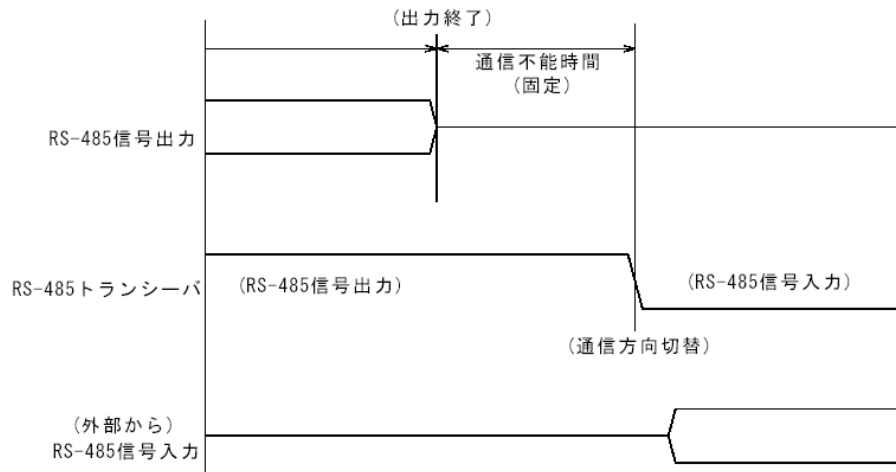 (出力終了)
通信不能時間
(固定)
RS-485信号出力
RS-485トランシーバ
(RS-485信号出力)
(RS-485信号入力)
(通信方向切替)
(外部から)
RS-485信号入力